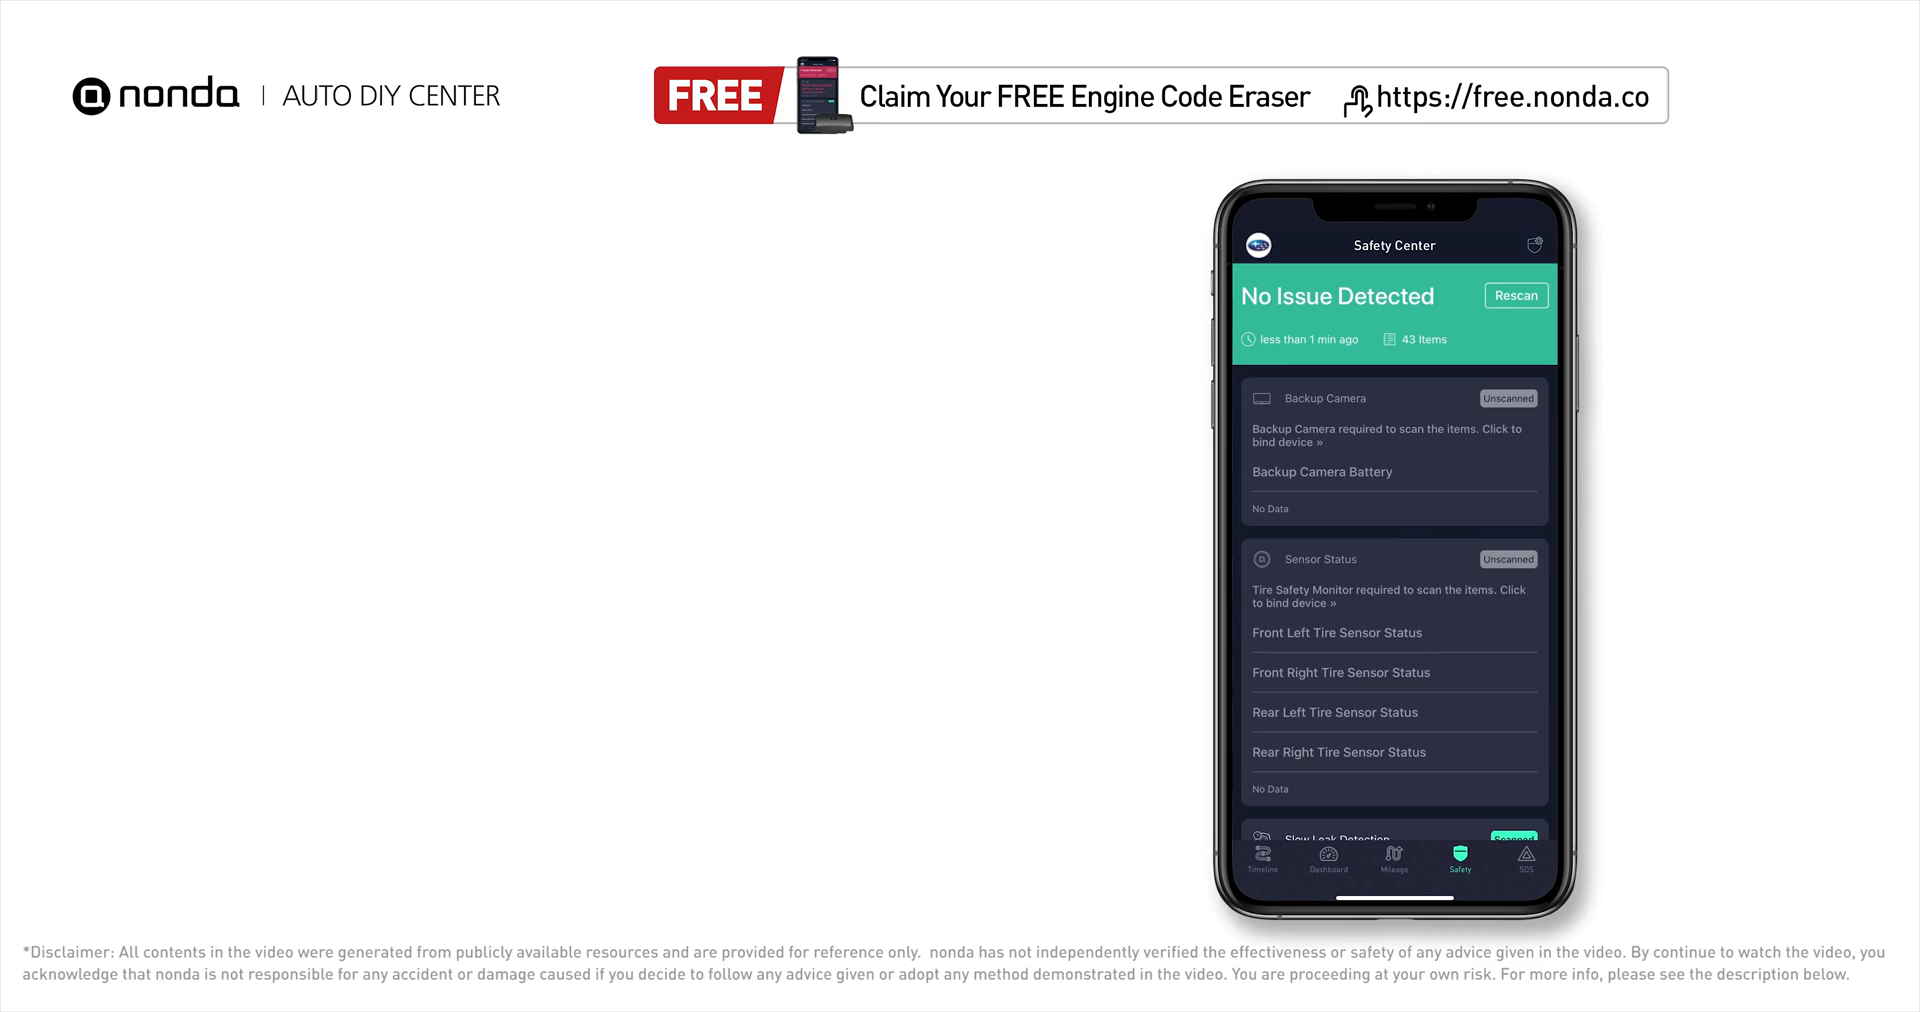 nonda | AUTO DIY CENTER
FREE Claim Your FREE Engine Code Eraser https://free.nonda.co
Safety Center
No Issue Detected Rescan
less than 1 min ago 43 Items
Backup Camera Unscanned
Backup Camera required to scan the items. Click to
bind device »
Backup Camera Battery
No Data
Sensor Status Unscanned
Tire Safety Monitor required to scan the items. Click
to bind device »
Front Left Tire Sensor Status
Front Right Tire Sensor Status
Rear Left Tire Sensor Status
Rear Right Tire Sensor Status
No Data
Slow Leak Detection Scanned
Timeline Dashboard Mileage Safety SOS
*Disclaimer: All contents in the video were generated from publicly available resources and are provided for reference only. nonda has not independently verified the effectiveness or safety of any advice given in the video. By continue to watch the video, you
acknowledge that nonda is not responsible for any accident or damage caused if you decide to follow any advice given or adopt any method demonstrated in the video. You are proceeding at your own risk. For more info, please see the description below.